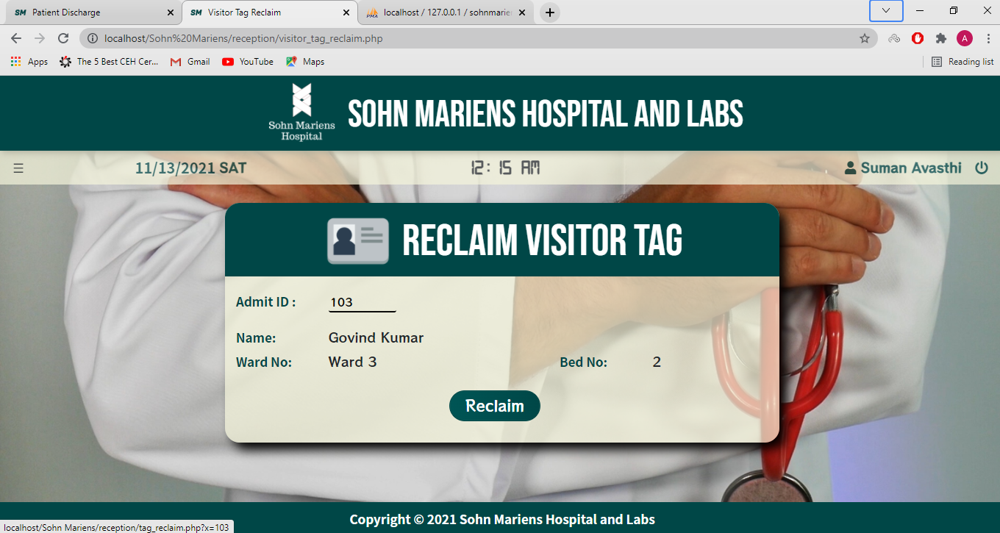 SM Patient Discharge
SM Visitor Tag Reclaim
PMA localhost / 127.0.0.1 / sohnmarie
localhost/Sohn%20Mariens/reception/visitor_tag_reclaim.php
A
Apps
The 5 Best CEH Cer...
Gmail
YouTube
Maps
Reading list
Sohn Mariens
Hospital
SOHN MARIENS HOSPITAL AND LABS
11/13/2021 SAT
12:15 AM
Suman Avasthi
RECLAIM VISITOR TAG
Admit ID : 103
Name: Govind Kumar
Ward No: Ward 3 Bed No: 2
Reclaim
Copyright © 2021 Sohn Mariens Hospital and Labs
localhost/Sohn Mariens/reception/tag_reclaim.php?x=103